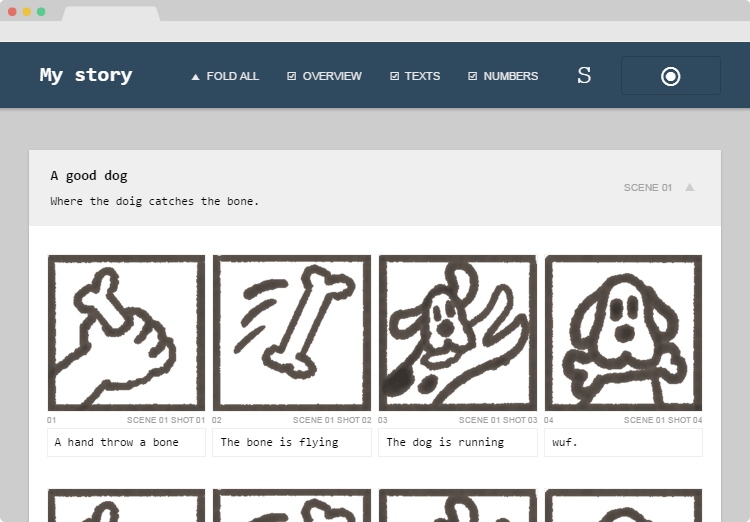 My story
FOLD ALL
OVERVIEW
TEXTS
NUMBERS
S
A good dog
SCENE 01
Where the doig catches the bone.
01 SCENE 01 SHOT 01
02 SCENE 01 SHOT 02
03 SCENE 01 SHOT 03
04 SCENE 01 SHOT 04
A hand throw a bone
The bone is flying
The dog is running
wuf.